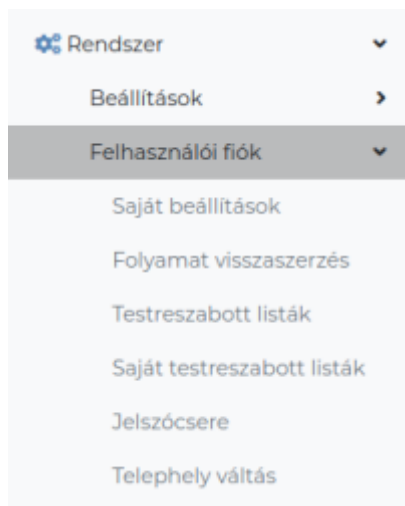 Rendszer
Beállítások
Felhasználói fiók
Saját beállítások
Folyamat visszaszerzés
Testreszabott listák
Saját testreszabott listák
Jelszócsere
Telephely váltás